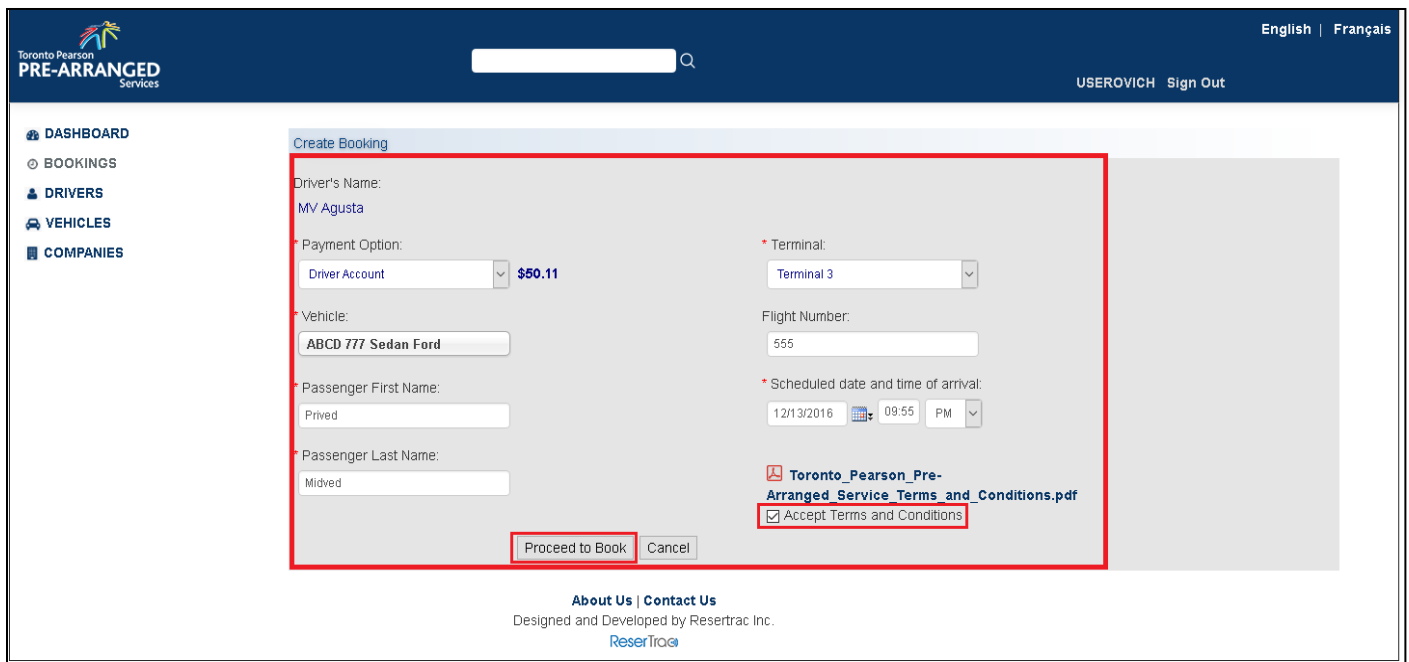 English | Français
Toronto Pearson
PRE-ARRANGED
Services
USEROVICH Sign Out
DASHBOARD
BOOKINGS
DRIVERS
VEHICLES
COMPANIES
Create Booking
Driver's Name:
MV Agusta
* Payment Option:
Driver Account $50.11
* Terminal:
Terminal 3
* Vehicle:
ABCD 777 Sedan Ford
Flight Number:
555
* Passenger First Name:
Prived
* Scheduled date and time of arrival:
12/13/2016 09:55 PM
* Passenger Last Name:
Midved
Toronto_Pearson_Pre-
Arranged_Service_Terms_and_Conditions.pdf
Accept Terms and Conditions
Proceed to Book Cancel
About Us | Contact Us
Designed and Developed by Resertrac Inc.
ReserTrac